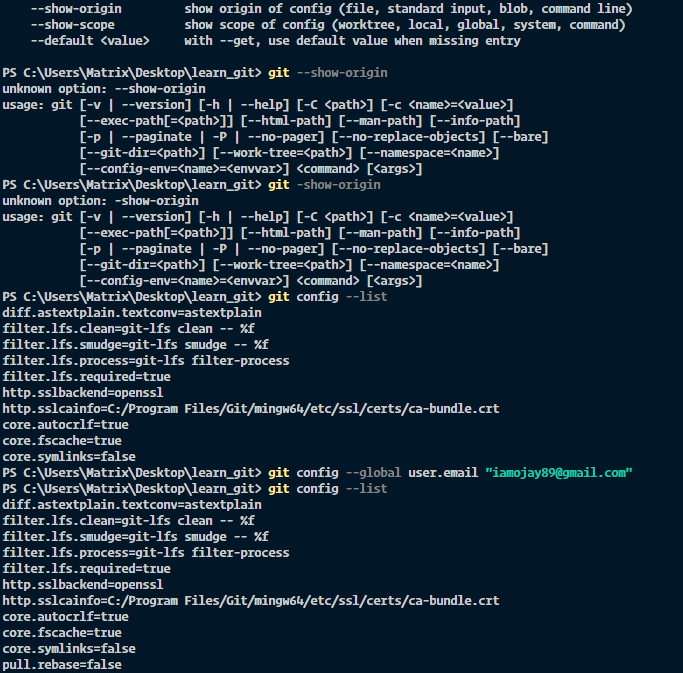 --show-origin show origin of config (file, standard input, blob, command line)
--show-scope show scope of config (worktree, local, global, system, command)
--default <value> with --get, use default value when missing entry
PS C:\Users\Matrix\Desktop\learn_git> git --show-origin
unknown option: --show-origin
usage: git [-v | --version] [-h | --help] [-C <path>] [-c <name>=<value>]
[--exec-path[=<path>]] [--html-path] [--man-path] [--info-path]
[-p | --paginate | -P | --no-pager] [--no-replace-objects] [--bare]
[--git-dir=<path>] [--work-tree=<path>] [--namespace=<name>]
[--config-env=<name>=<envvar>] <command> [<args>]
PS C:\Users\Matrix\Desktop\learn_git> git -show-origin
unknown option: -show-origin
usage: git [-v | --version] [-h | --help] [-C <path>] [-c <name>=<value>]
[--exec-path[=<path>]] [--html-path] [--man-path] [--info-path]
[-p | --paginate | -P | --no-pager] [--no-replace-objects] [--bare]
[--git-dir=<path>] [--work-tree=<path>] [--namespace=<name>]
[--config-env=<name>=<envvar>] <command> [<args>]
PS C:\Users\Matrix\Desktop\learn_git> git config --list
diff.astextplain.textconv=astextplain
filter.lfs.clean=git-lfs clean -- %f
filter.lfs.smudge=git-lfs smudge -- %f
filter.lfs.process=git-lfs filter-process
filter.lfs.required=true
http.sslbackend=openssl
http.sslcainfo=C:/Program Files/Git/mingw64/etc/ssl/certs/ca-bundle.crt
core.autocrlf=true
core.fscache=true
core.symlinks=false
PS C:\Users\Matrix\Desktop\learn_git> git config --global user.email "iamojay89@gmail.com"
PS C:\Users\Matrix\Desktop\learn_git> git config --list
diff.astextplain.textconv=astextplain
filter.lfs.clean=git-lfs clean -- %f
filter.lfs.smudge=git-lfs smudge -- %f
filter.lfs.process=git-lfs filter-process
filter.lfs.required=true
http.sslbackend=openssl
http.sslcainfo=C:/Program Files/Git/mingw64/etc/ssl/certs/ca-bundle.crt
core.autocrlf=true
core.fscache=true
core.symlinks=false
pull.rebase=false